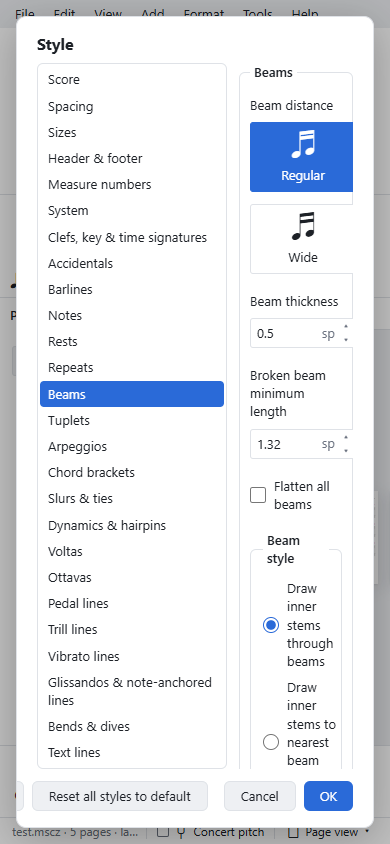 File Edit View Add Format Tools Help
Style
Score
Spacing
Sizes
Header & footer
Measure numbers
System
Clefs, key & time signatures
Accidentals
Barlines
Notes
Rests
Repeats
Beams
Tuplets
Arpeggios
Chord brackets
Slurs & ties
Dynamics & hairpins
Voltas
Ottavas
Pedal lines
Trill lines
Vibrato lines
Glissandos & note-anchored
lines
Bends & dives
Text lines
Beams
Beam distance
Regular
Wide
Beam thickness
0.5 sp
Broken beam
minimum
length
1.32 sp
Flatten all
beams
Beam
style
Draw
inner
stems
through
beams
Draw
inner
stems to
nearest
beam
Reset all styles to default
Cancel
OK
test.mscz · 5 pages · la...
Concert pitch
Page view